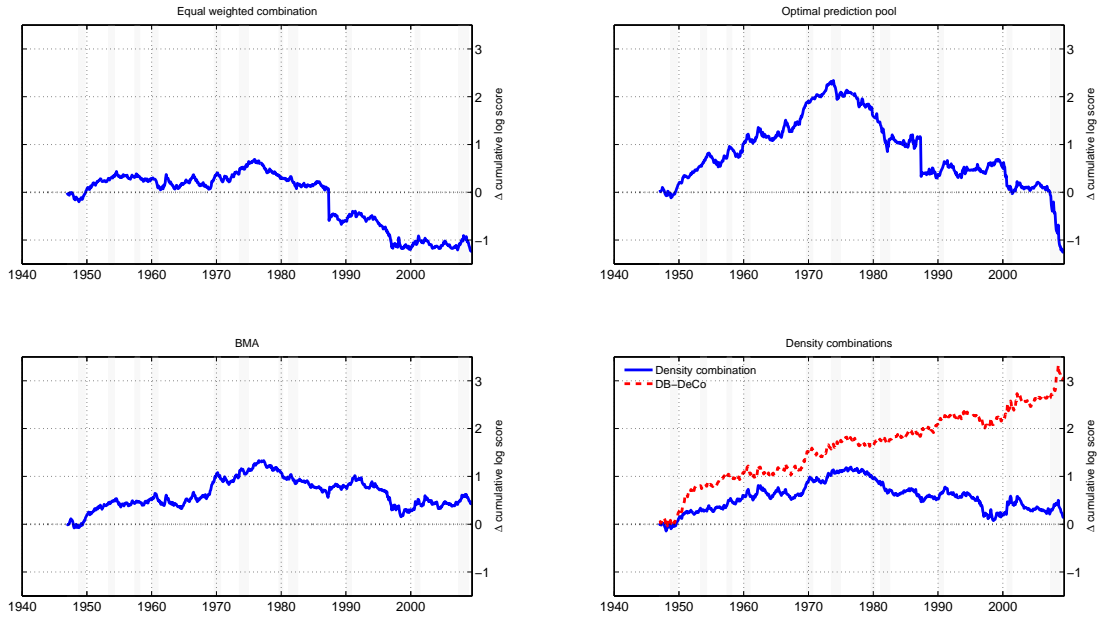 Equal weighted combination
3
2
1
0
−1
Δ cumulative log score
1940 1950 1960 1970 1980 1990 2000
Optimal prediction pool
3
2
1
0
−1
Δ cumulative log score
1940 1950 1960 1970 1980 1990 2000
BMA
3
2
1
0
−1
Δ cumulative log score
1940 1950 1960 1970 1980 1990 2000
Density combinations
Density combination
DB−DeCo
3
2
1
0
−1
Δ cumulative log score
1940 1950 1960 1970 1980 1990 2000